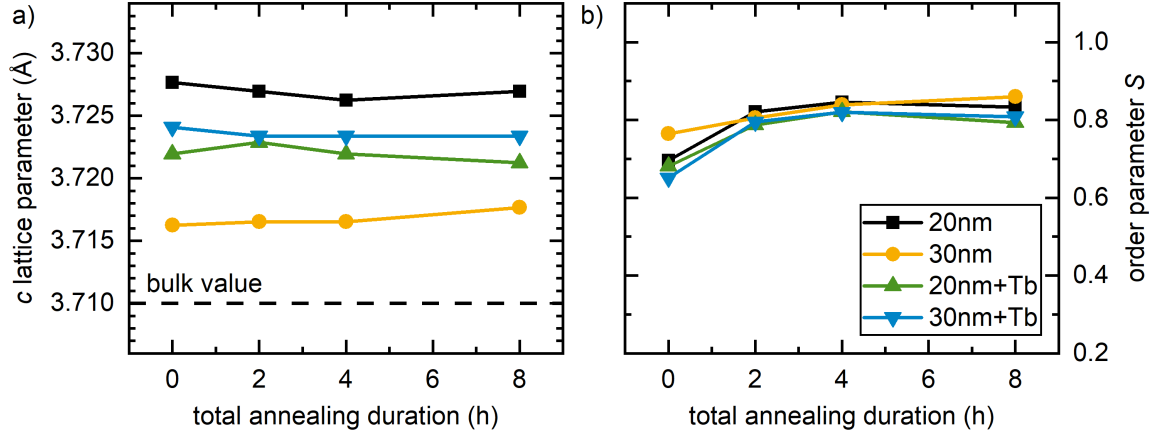 a)
c lattice parameter (Å)
3.730
3.725
3.720
3.715
3.710
bulk value
0 2 4 6 8
total annealing duration (h)
b)
order parameter S
1.0
0.8
0.6
0.4
0.2
20nm
30nm
20nm+Tb
30nm+Tb
0 2 4 6 8
total annealing duration (h)